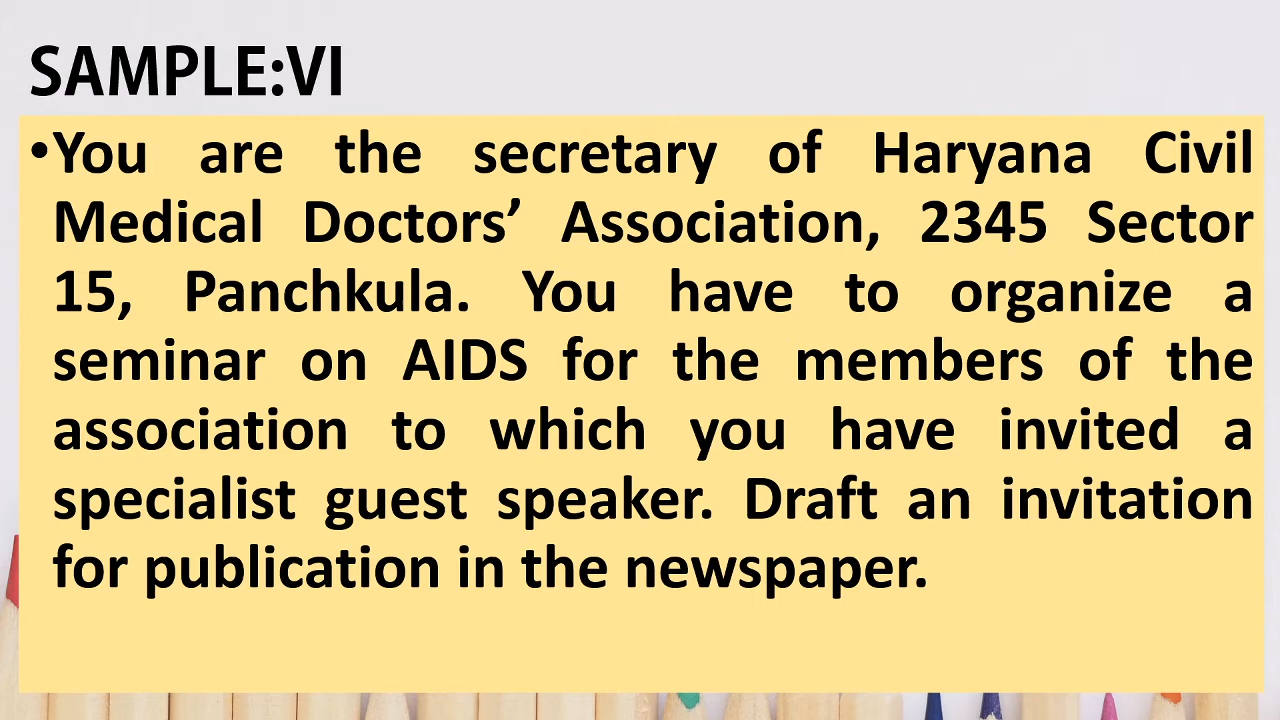 SAMPLE:VI
•You are the secretary of Haryana Civil
Medical Doctors’ Association, 2345 Sector
15, Panchkula. You have to organize a
seminar on AIDS for the members of the
association to which you have invited a
specialist guest speaker. Draft an invitation
for publication in the newspaper.